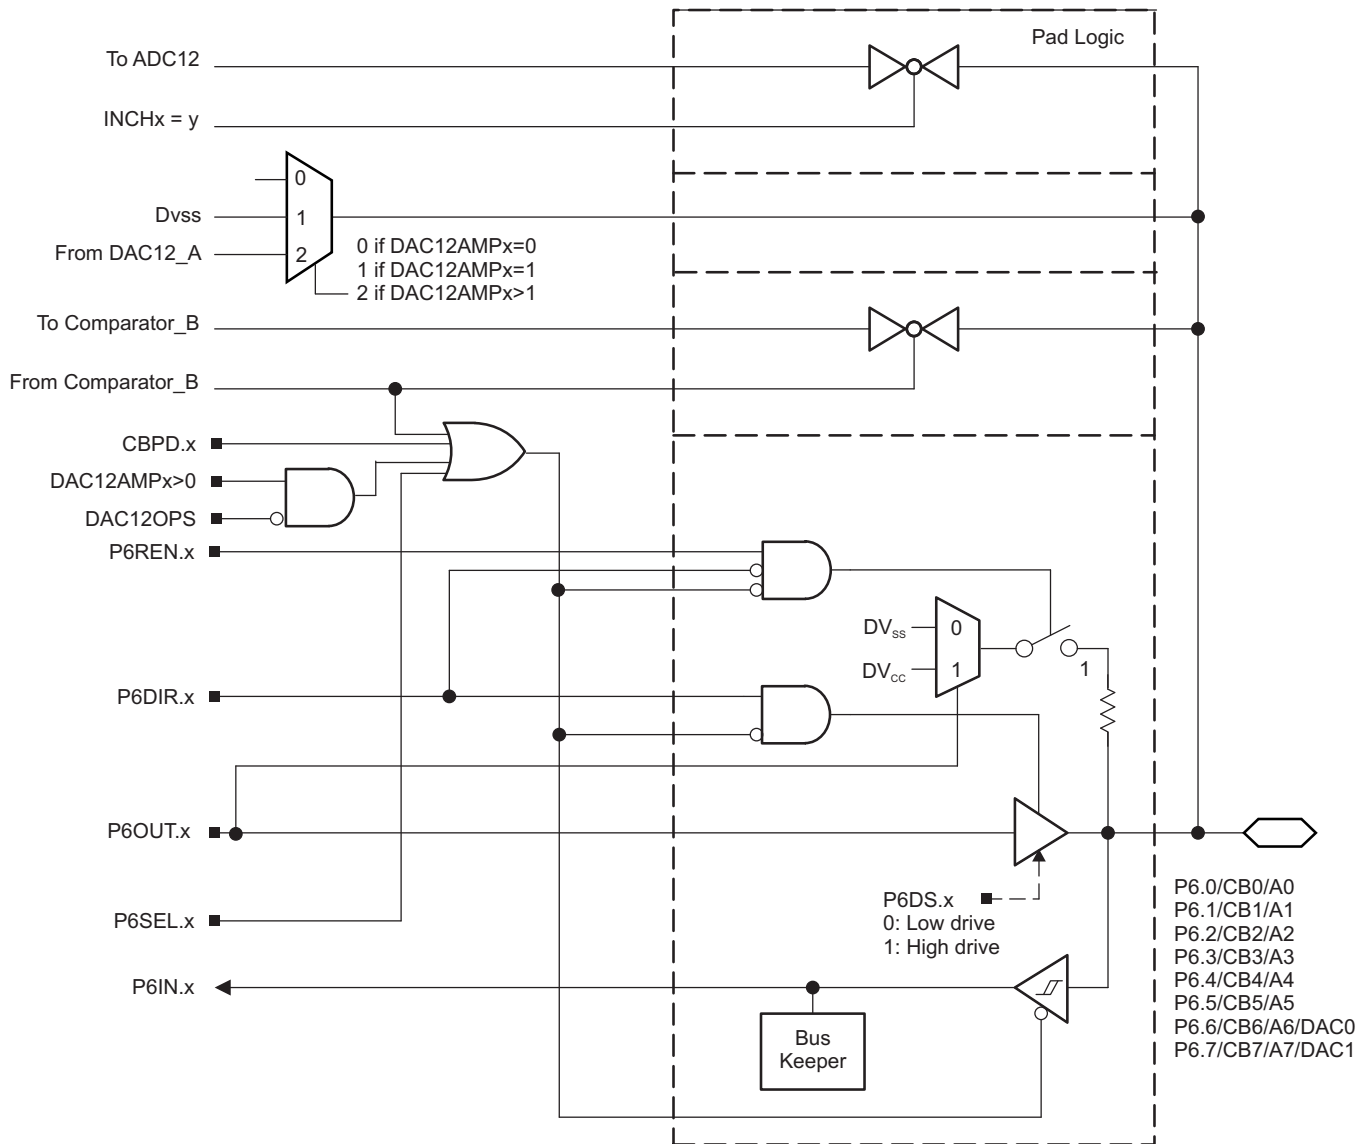 Pad Logic
To ADC12
INCHx = y
0
Dvss
1
From DAC12_A
2
0 if DAC12AMPx=0
1 if DAC12AMPx=1
2 if DAC12AMPx>1
To Comparator_B
From Comparator_B
CBPD.x
DAC12AMPx>0
DAC12OPS
P6REN.x
DVSS
0
DVCC
1
1
P6DIR.x
P6OUT.x
P6DS.x
0: Low drive
1: High drive
P6SEL.x
P6IN.x
Bus
Keeper
P6.0/CB0/A0
P6.1/CB1/A1
P6.2/CB2/A2
P6.3/CB3/A3
P6.4/CB4/A4
P6.5/CB5/A5
P6.6/CB6/A6/DAC0
P6.7/CB7/A7/DAC1